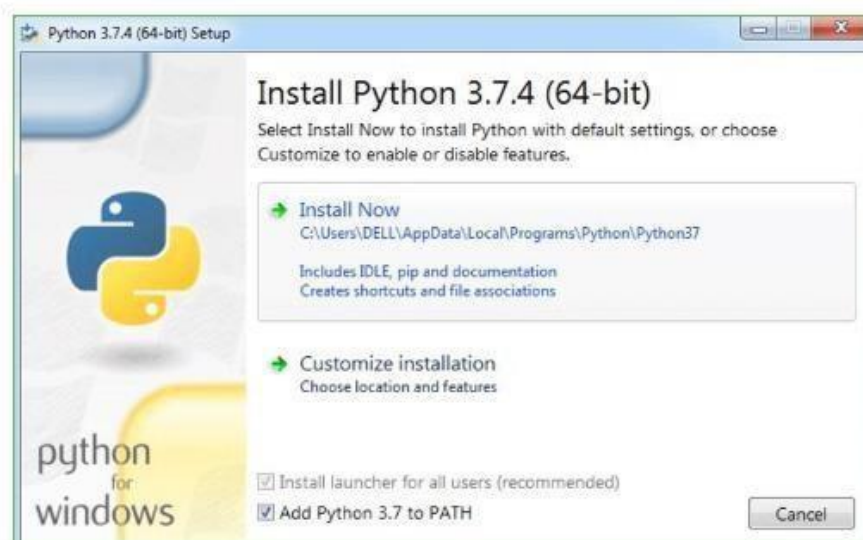 Python 3.7.4 (64-bit) Setup
Install Python 3.7.4 (64-bit)
Select Install Now to install Python with default settings, or choose
Customize to enable or disable features.
Install Now
C:\Users\DELL\AppData\Local\Programs\Python\Python37
Includes IDLE, pip and documentation
Creates shortcuts and file associations
Customize installation
Choose location and features
python
for
windows
Install launcher for all users (recommended)
Add Python 3.7 to PATH
Cancel